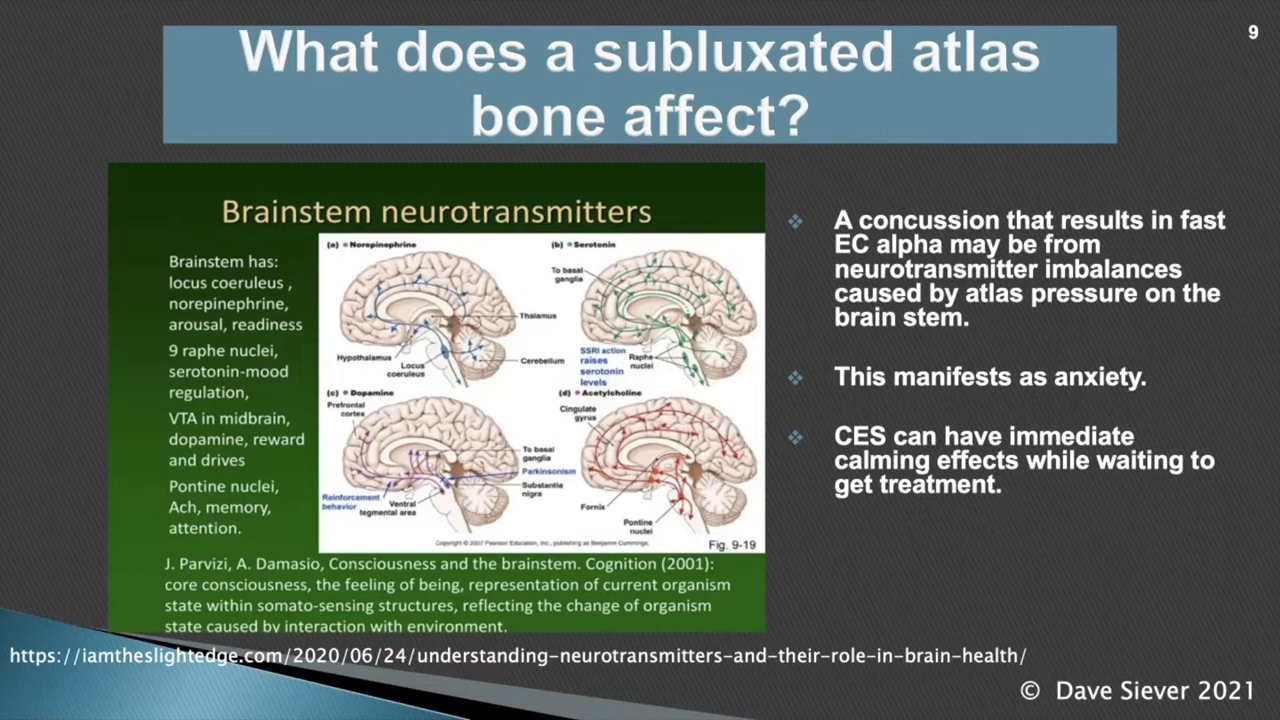 9
What does a subluxated atlas
bone affect?
Brainstem neurotransmitters
Brainstem has:
locus coeruleus ,
norepinephrine,
arousal, readiness
9 raphe nuclei,
serotonin-mood
regulation,
VTA in midbrain,
dopamine, reward
and drives
Pontine nuclei,
Ach, memory,
attention.
(a) Norepinephrine
Thalamus
Hypothalamus
Locus
coeruleus
Cerebellum
(b) Serotonin
To basal
ganglia
SSRI action
raises
serotonin
levels
Raphe
nuclei
(c) Dopamine
Prefrontal
cortex
To basal
ganglia
Parkinsonism
Substantia
nigra
Reinforcement
behavior
Ventral
tegmental area
(d) Acetylcholine
Cingulate
gyrus
Fornix
Pontine
nuclei
Copyright © 2007 Pearson Education, Inc., publishing as Benjamin Cummings.
Fig. 9-19
J. Parvizi, A. Damasio, Consciousness and the brainstem. Cognition (2001):
core consciousness, the feeling of being, representation of current organism
state within somato-sensing structures, reflecting the change of organism
state caused by interaction with environment.
A concussion that results in fast
EC alpha may be from
neurotransmitter imbalances
caused by atlas pressure on the
brain stem.
This manifests as anxiety.
CES can have immediate
calming effects while waiting to
get treatment.
https://iamtheslightedge.com/2020/06/24/understanding-neurotransmitters-and-their-role-in-brain-health/
© Dave Siever 2021